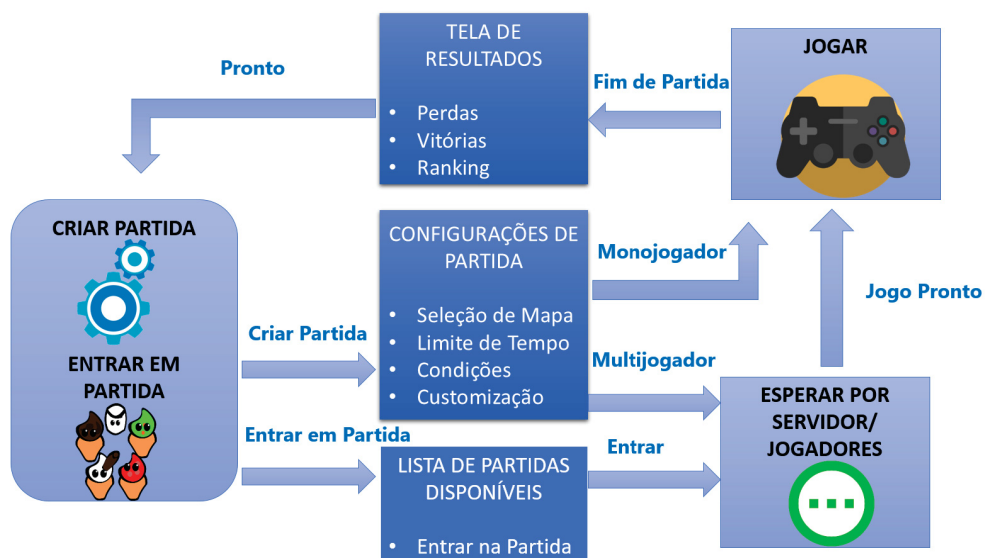 TELA DE
RESULTADOS
• Perdas
• Vitórias
• Ranking
JOGAR
Pronto
Fim de Partida
CRIAR PARTIDA
ENTRAR EM
PARTIDA
CONFIGURAÇÕES DE
PARTIDA
• Seleção de Mapa
• Limite de Tempo
• Condições
• Customização
Monojogador
Jogo Pronto
Criar Partida
Multijogador
Entrar em Partida
LISTA DE PARTIDAS
DISPONÍVEIS
• Entrar na Partida
Entrar
ESPERAR POR
SERVIDOR/
JOGADORES